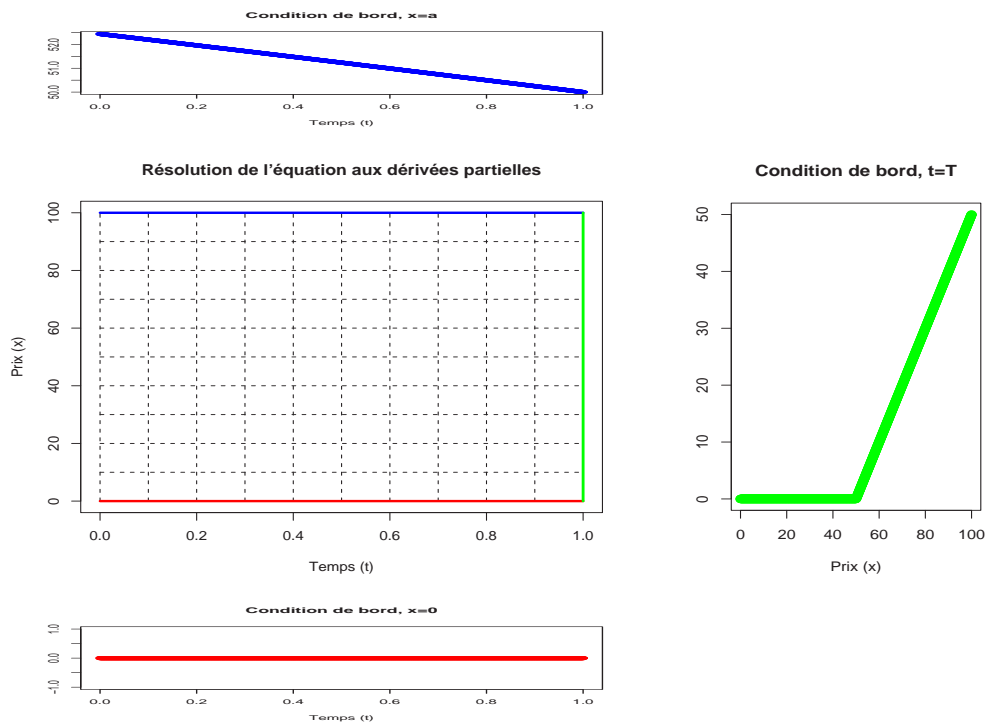 Condition de bord, x=a
52.0
51.0
50.0
0.0 0.2 0.4 0.6 0.8 1.0
Temps (t)
Résolution de l'équation aux dérivées partielles
100
80
60
40
20
0
Prix (x)
0.0 0.2 0.4 0.6 0.8 1.0
Temps (t)
Condition de bord, t=T
50
40
30
20
10
0
0 20 40 60 80 100
Prix (x)
Condition de bord, x=0
1.0
0.0
-1.0
0.0 0.2 0.4 0.6 0.8 1.0
Temps (t)